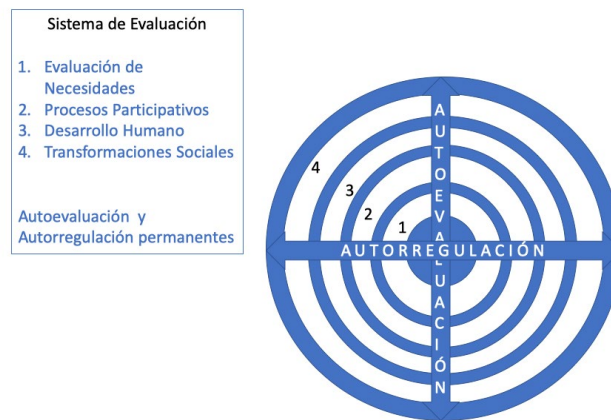 Sistema de Evaluación
1. Evaluación de
Necesidades
2. Procesos Participativos
3. Desarrollo Humano
4. Transformaciones Sociales
Autoevaluación y
Autorregulación permanentes
4
3
2
1
AUTOEVALUACIÓN
AUTORREGULACIÓN